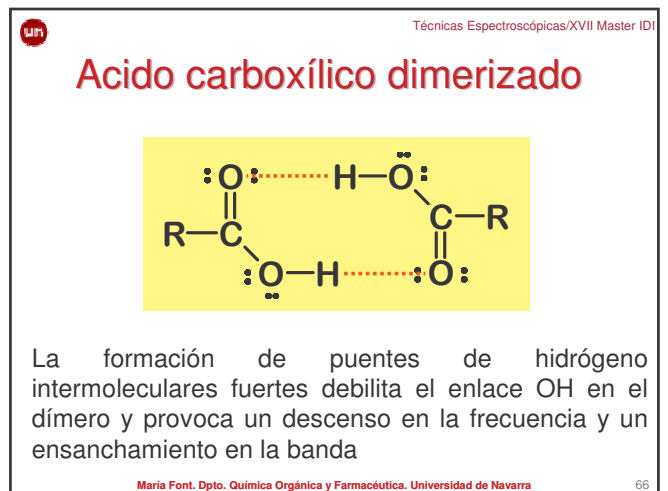 un
Técnicas Espectroscópicas/XVII Master IDI
Acido carboxílico dimerizado
O H O
R C C R
O H O
La formación de puentes de hidrógeno
intermoleculares fuertes debilita el enlace OH en el
dímero y provoca un descenso en la frecuencia y un
ensanchamiento en la banda
María Font. Dpto. Química Orgánica y Farmacéutica. Universidad de Navarra 66